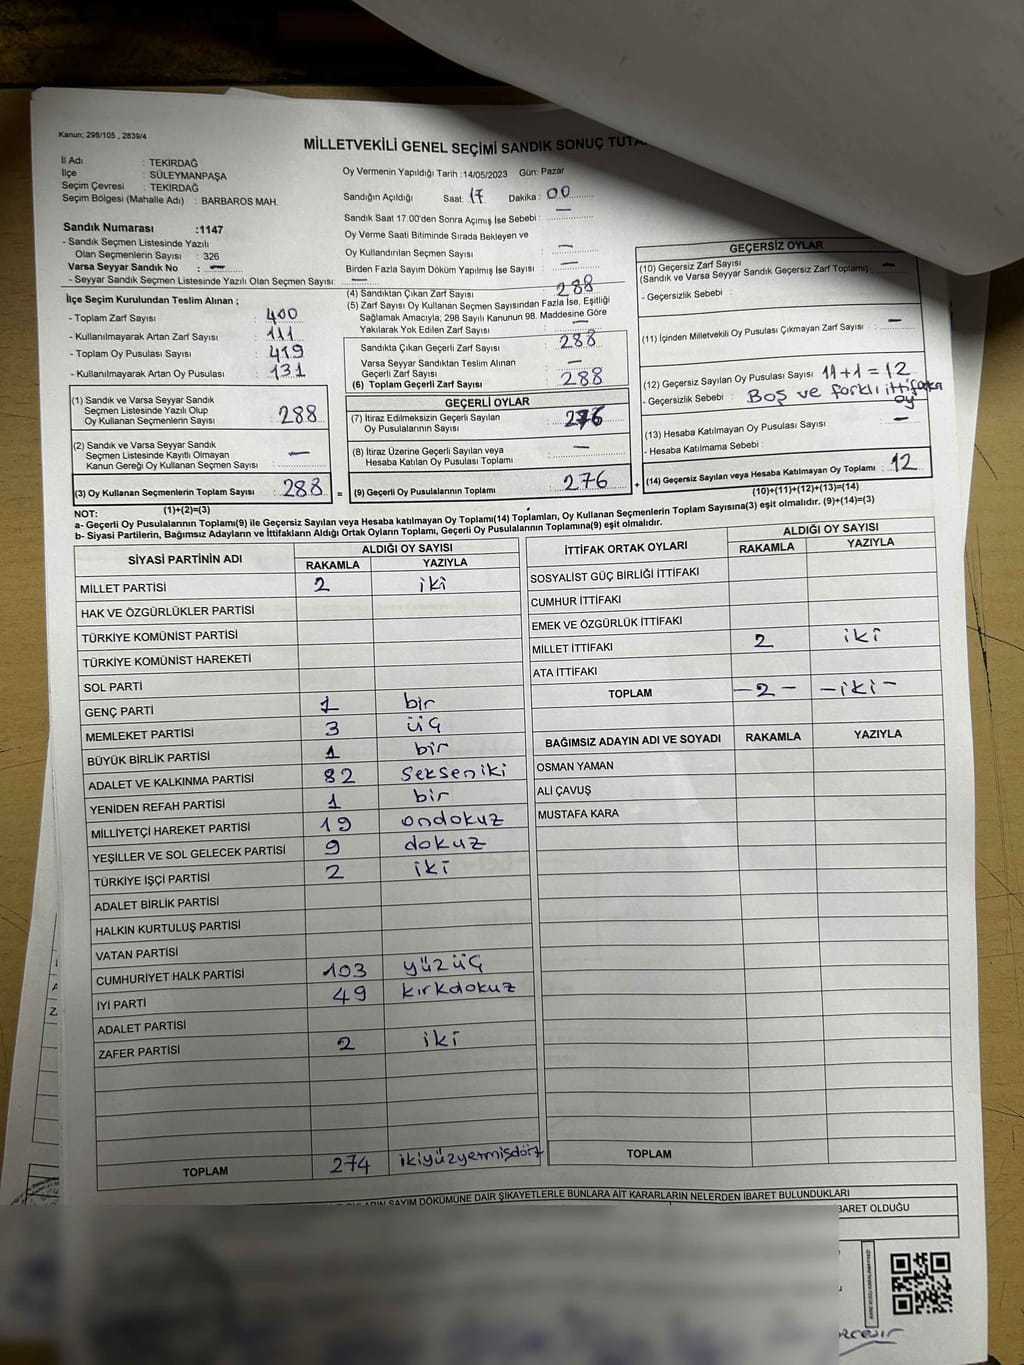 Kanun; 298/105 , 2839/4
MİLLETVEKİLİ GENEL SEÇİMİ SANDIK SONUÇ
İl Adı : TEKİRDAĞ
İlçe : SÜLEYMANPAŞA
Seçim Çevresi : TEKİRDAĞ
Seçim Bölgesi (Mahalle Adı) : BARBAROS MAH.
Sandık Numarası :1147
- Sandık Seçmen Listesinde Yazılı
Olan Seçmenlerin Sayısı : 326
Varsa Seyyar Sandık No : —
- Seyyar Sandık Seçmen Listesinde Yazılı Olan Seçmen Sayısı: —
Oy Vermenin Yapıldığı Tarih :14/05/2023 Gün: Pazar
Sandığın Açıldığı Saat: 17 Dakika : 00
Sandık Saat 17:00'den Sonra Açımış İse Sebebi : —
Oy Verme Saati Bitiminde Sırada Bekleyen ve
Oy Kullandırılan Seçmen Sayısı : —
Birden Fazla Sayım Döküm Yapılmış İse Sayısı : —
İlçe Seçim Kurulundan Teslim Alınan ;
- Toplam Zarf Sayısı : 400
- Kullanılmayarak Artan Zarf Sayısı : 111
- Toplam Oy Pusulası Sayısı : 419
- Kullanılmayarak Artan Oy Pusulası : 131
(1) Sandık ve Varsa Seyyar Sandık
Seçmen Listesinde Yazılı Olup
Oy Kullanan Seçmenlerin Sayısı : 288
(2) Sandık ve Varsa Seyyar Sandık
Seçmen Listesinde Kayıtlı Olmayan
Kanun Gereği Oy Kullanan Seçmen Sayısı : —
(3) Oy Kullanan Seçmenlerin Toplam Sayısı : 288
(1)+(2)=(3)
(4) Sandıktan Çıkan Zarf Sayısı : 288
(5) Zarf Sayısı Oy Kullanan Seçmen Sayısından Fazla İse, Eşitliği
Sağlamak Amacıyla, 298 Sayılı Kanunun 98. Maddesine Göre
Yakılarak Yok Edilen Zarf Sayısı : —
Sandıkta Çıkan Geçerli Zarf Sayısı : 288
Varsa Seyyar Sandıktan Teslim Alınan
Geçerli Zarf Sayısı : —
(6) Toplam Geçerli Zarf Sayısı : 288
GEÇERLİ OYLAR
(7) İtiraz Edilmeksizin Geçerli Sayılan
Oy Pusulalarının Sayısı : 276
(8) İtiraz Üzerine Geçerli Sayılan veya
Hesaba Katılan Oy Pusulası Toplamı : —
= (9) Geçerli Oy Pusulalarının Toplamı : 276
GEÇERSİZ OYLAR
(10) Geçersiz Zarf Sayısı : —
(Sandık ve Varsa Seyyar Sandık Geçersiz Zarf Toplamı)
- Geçersizlik Sebebi :
(11) İçinden Milletvekili Oy Pusulası Çıkmayan Zarf Sayısı : —
(12) Geçersiz Sayılan Oy Pusulası Sayısı 11+1=12
- Geçersizlik Sebebi : Boş ve farklı ittifaka
oy
(13) Hesaba Katılmayan Oy Pusulası Sayısı : —
- Hesaba Katılmama Sebebi :
+ (14) Geçersiz Sayılan veya Hesaba Katılmayan Oy Toplamı : 12
(10)+(11)+(12)+(13)=(14)
NOT:
a- Geçerli Oy Pusulalarının Toplamı(9) ile Geçersiz Sayılan veya Hesaba katılmayan Oy Toplamı(14) Toplamları, Oy Kullanan Seçmenlerin Toplam Sayısına(3) eşit olmalıdır. (9)+(14)=(3)
b- Siyasi Partilerin, Bağımsız Adayların ve İttifakların Aldığı Ortak Oyların Toplamı, Geçerli Oy Pusulalarının Toplamına(9) eşit olmalıdır.
SİYASİ PARTİNİN ADI ALDIĞI OY SAYISI
RAKAMLA YAZIYLA
MİLLET PARTİSİ 2 iki
HAK VE ÖZGÜRLÜKLER PARTİSİ
TÜRKİYE KOMÜNİST PARTİSİ
TÜRKİYE KOMÜNİST HAREKETİ
SOL PARTİ
GENÇ PARTİ 1 bir
MEMLEKET PARTİSİ 3 üç
BÜYÜK BİRLİK PARTİSİ 1 bir
ADALET VE KALKINMA PARTİSİ 82 Sekseniki
YENİDEN REFAH PARTİSİ 1 bir
MİLLİYETÇİ HAREKET PARTİSİ 19 ondokuz
YEŞİLLER VE SOL GELECEK PARTİSİ 9 dokuz
TÜRKİYE İŞÇİ PARTİSİ 2 iki
ADALET BİRLİK PARTİSİ
HALKIN KURTULUŞ PARTİSİ
VATAN PARTİSİ
CUMHURİYET HALK PARTİSİ 103 yüzüç
İYİ PARTİ 49 kırkdokuz
ADALET PARTİSİ
ZAFER PARTİSİ 2 iki
TOPLAM 274 ikiyüzyetmişdört
İTTİFAK ORTAK OYLARI ALDIĞI OY SAYISI
RAKAMLA YAZIYLA
SOSYALİST GÜÇ BİRLİĞİ İTTİFAKI
CUMHUR İTTİFAKI
EMEK VE ÖZGÜRLÜK İTTİFAKI
MİLLET İTTİFAKI 2 iki
ATA İTTİFAKI
TOPLAM -2- -iki-
BAĞIMSIZ ADAYIN ADI VE SOYADI RAKAMLA YAZIYLA
OSMAN YAMAN
ALİ ÇAVUŞ
MUSTAFA KARA
TOPLAM
SAYIM DÖKÜMÜNE DAİR ŞİKAYETLERLE BUNLARA AİT KARARLARIN NELERDEN İBARET BULUNDUKLARI
BARET OLDUĞU